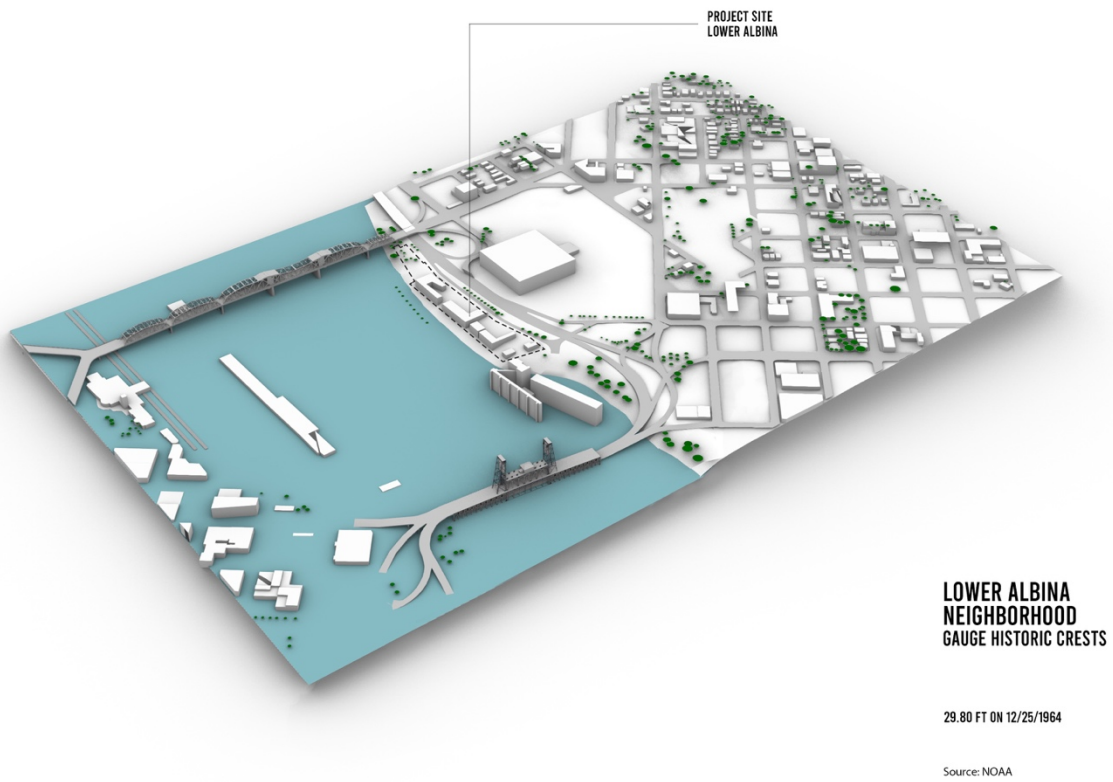 PROJECT SITE
LOWER ALBINA
LOWER ALBINA
NEIGHBORHOOD
GAUGE HISTORIC CRESTS
29.80 FT ON 12/25/1964
Source: NOAA